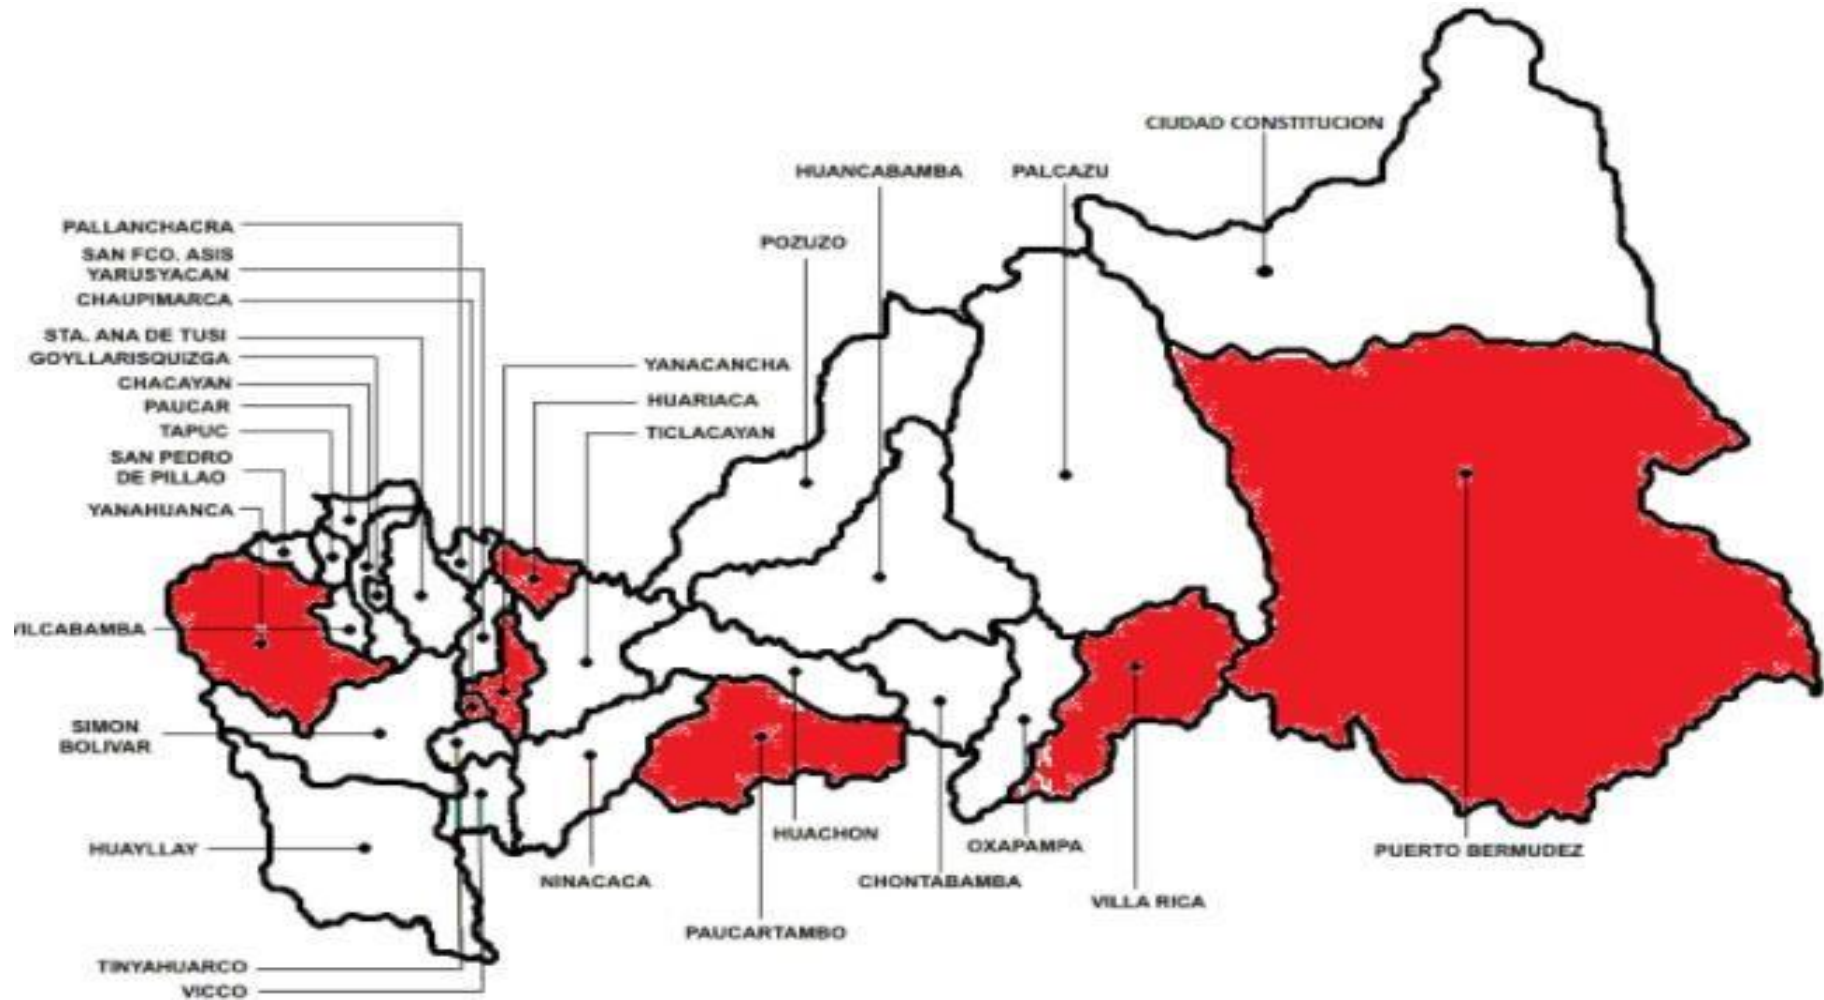 CIUDAD CONSTITUCION
HUANCABAMBA
PALCAZU
POZUZO
PALLANCHACRA
SAN FCO. ASIS
YARUSYACAN
CHAUPIMARCA
STA. ANA DE TUSI
GOYLLARISQUIZGA
CHACAYAN
PAUCAR
TAPUC
SAN PEDRO
DE PILLAO
YANAHUANCA
YANACANCHA
HUARIACA
TICLACAYAN
VILCABAMBA
SIMON
BOLIVAR
HUAYLLAY
TINYAHUARCO
VICCO
NINACACA
PAUCARTAMBO
HUACHON
CHONTABAMBA
OXAPAMPA
VILLA RICA
PUERTO BERMUDEZ